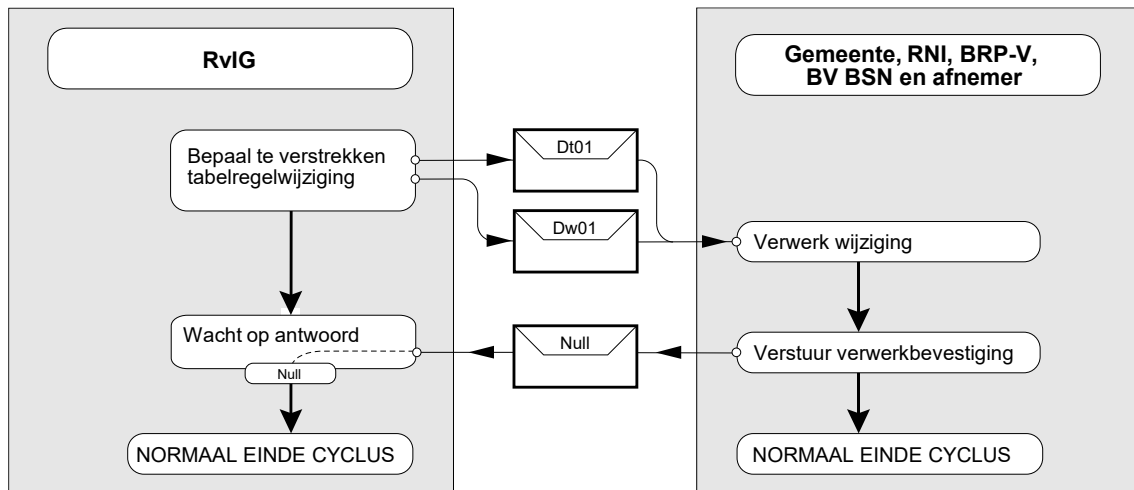 RvIG
Gemeente, RNI, BRP-V,
BV BSN en afnemer
Bepaal te verstrekken
tabelregelwijziging
Dt01
Dw01
Verwerk wijziging
Wacht op antwoord
Null
Null
Verstuur verwerkbevestiging
NORMAAL EINDE CYCLUS
NORMAAL EINDE CYCLUS